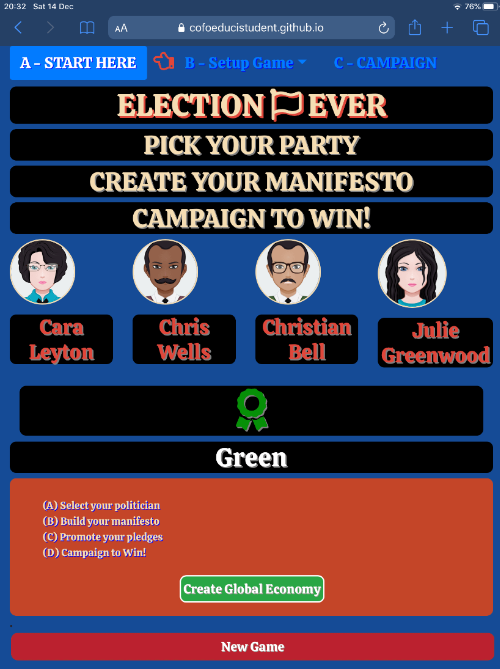 20:32 Sat 14 Dec 76%
AA cofoeducistudent.github.io
A - START HERE B - Setup Game C - CAMPAIGN
ELECTION EVER
PICK YOUR PARTY
CREATE YOUR MANIFESTO
CAMPAIGN TO WIN!
Cara Chris Christian Julie
Leyton Wells Bell Greenwood
Green
(A) Select your politician
(B) Build your manifesto
(C) Promote your pledges
(D) Campaign to Win!
Create Global Economy
New Game